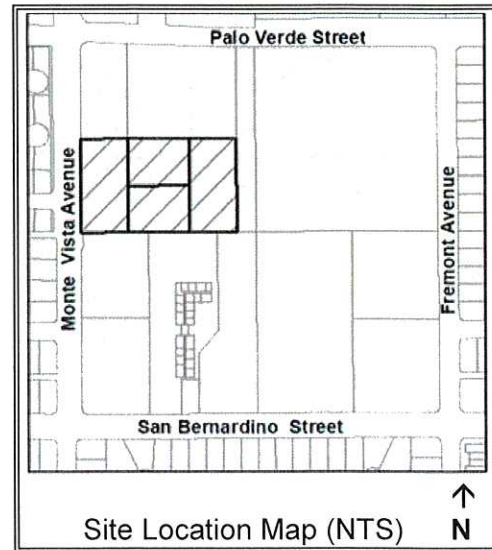 Palo Verde Street
Monte Vista Avenue
Fremont Avenue
San Bernardino Street
Site Location Map (NTS) N